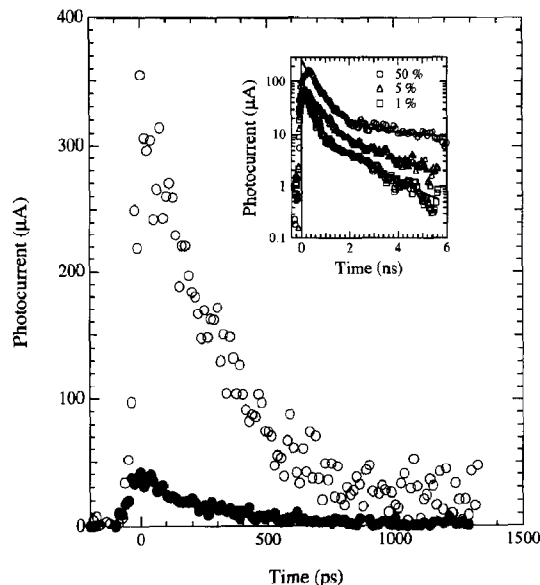 400
300
200
100
0
Photocurrent (μA)
0
500
1000
1500
Time (ps)
100
10
1
0.1
Photocurrent (μA)
○ 50 %
△ 5 %
□ 1 %
0
2
4
6
Time (ns)